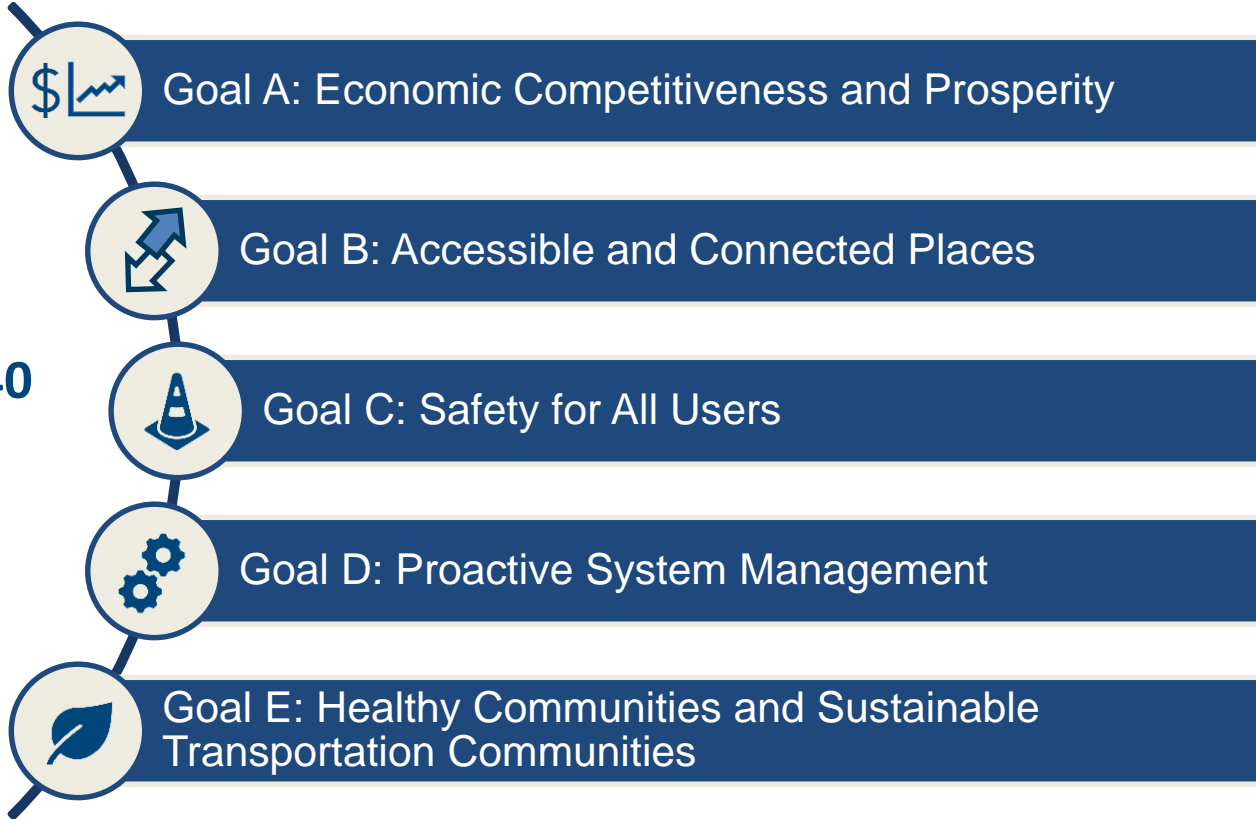 Goal A: Economic Competitiveness and Prosperity
Goal B: Accessible and Connected Places
0
Goal C: Safety for All Users
Goal D: Proactive System Management
Goal E: Healthy Communities and Sustainable
Transportation Communities